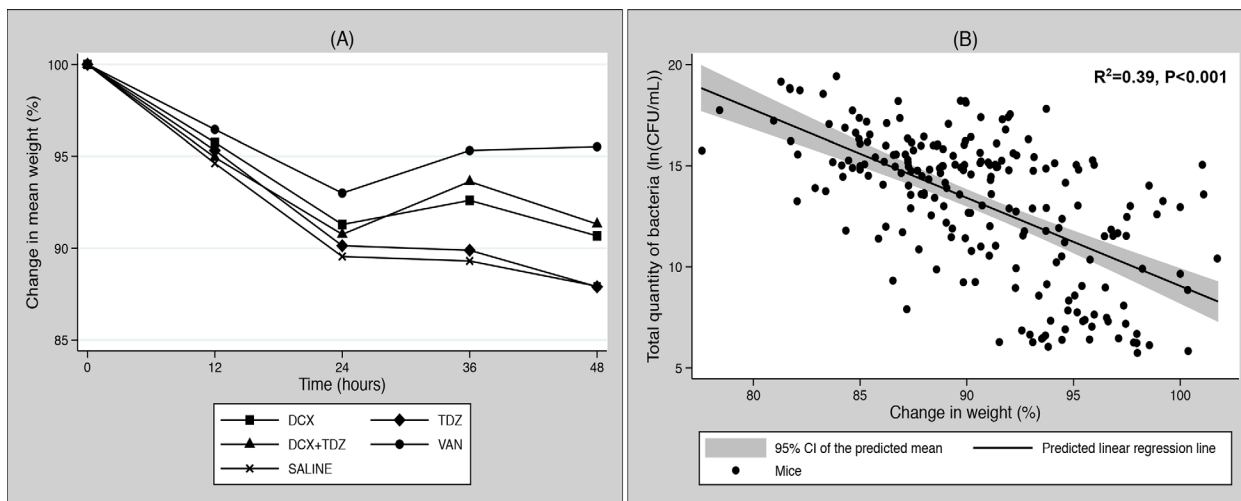 (A)
Change in mean weight (%)
100
95
90
85
0
12
24
36
48
Time (hours)
DCX
TDZ
DCX+TDZ
VAN
SALINE
(B)
R²=0.39, P<0.001
Total quantity of bacteria (ln(CFU/mL))
20
15
10
5
80
85
90
95
100
Change in weight (%)
95% CI of the predicted mean
Predicted linear regression line
Mice